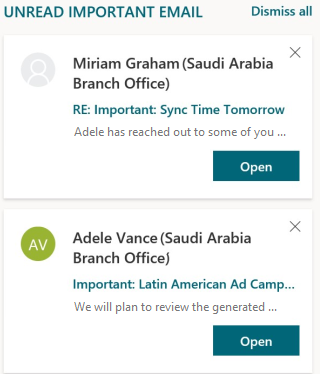 UNREAD IMPORTANT EMAIL Dismiss all
Miriam Graham (Saudi Arabia
Branch Office)
RE: Important: Sync Time Tomorrow
Adele has reached out to some of you ...
Open
AV
Adele Vance (Saudi Arabia
Branch Office)
Important: Latin American Ad Camp...
We will plan to review the generated ...
Open